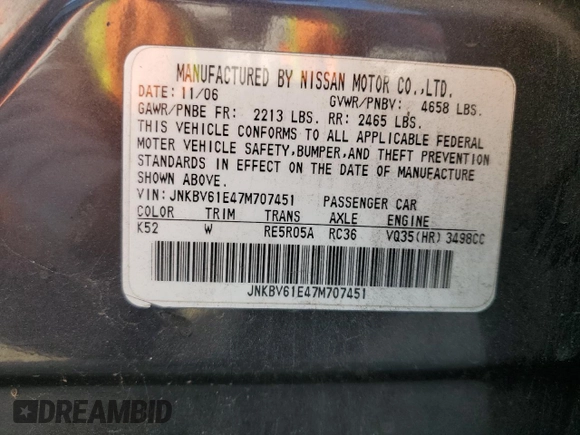 MANUFACTURED BY NISSAN MOTOR CO.,LTD.
DATE: 11/06 GVWR/PNBV: 4658 LBS.
GAWR/PNBE FR: 2213 LBS. RR: 2465 LBS.
THIS VEHICLE CONFORMS TO ALL APPLICABLE FEDERAL
MOTER VEHICLE SAFETY,BUMPER,AND THEFT PREVENTION
STANDARDS IN EFFECT ON THE DATE OF MANUFACTURE
SHOWN ABOVE.
VIN: JNKBV61E47M707451 PASSENGER CAR
COLOR TRIM TRANS AXLE ENGINE
K52 W RE5R05A RC36 VQ35(HR) 3498CC
JNKBV61E47M707451
DREAMBID